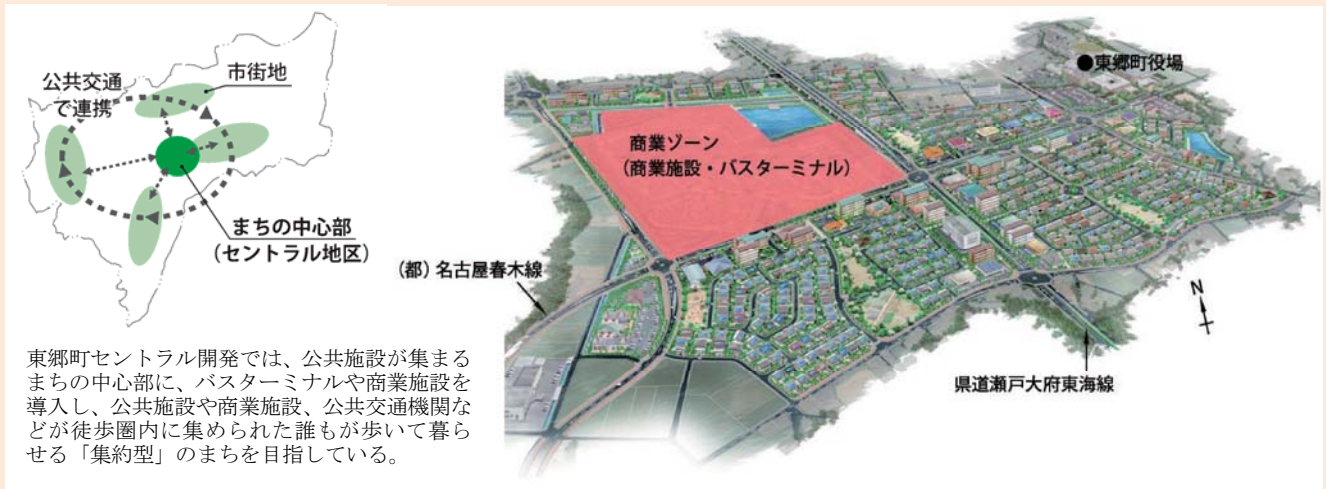 公共交通
で連携
市街地
まちの中心部
(セントラル地区)
東郷町セントラル開発では、公共施設が集まる
まちの中心部に、バスターミナルや商業施設を
導入し、公共施設や商業施設、公共交通機関な
どが徒歩圏内に集められた誰もが歩いて暮ら
せる「集約型」のまちを目指している。
●東郷町役場
商業ゾーン
(商業施設・バスターミナル)
(都)名古屋春木線
N
県道瀬戸大府東海線